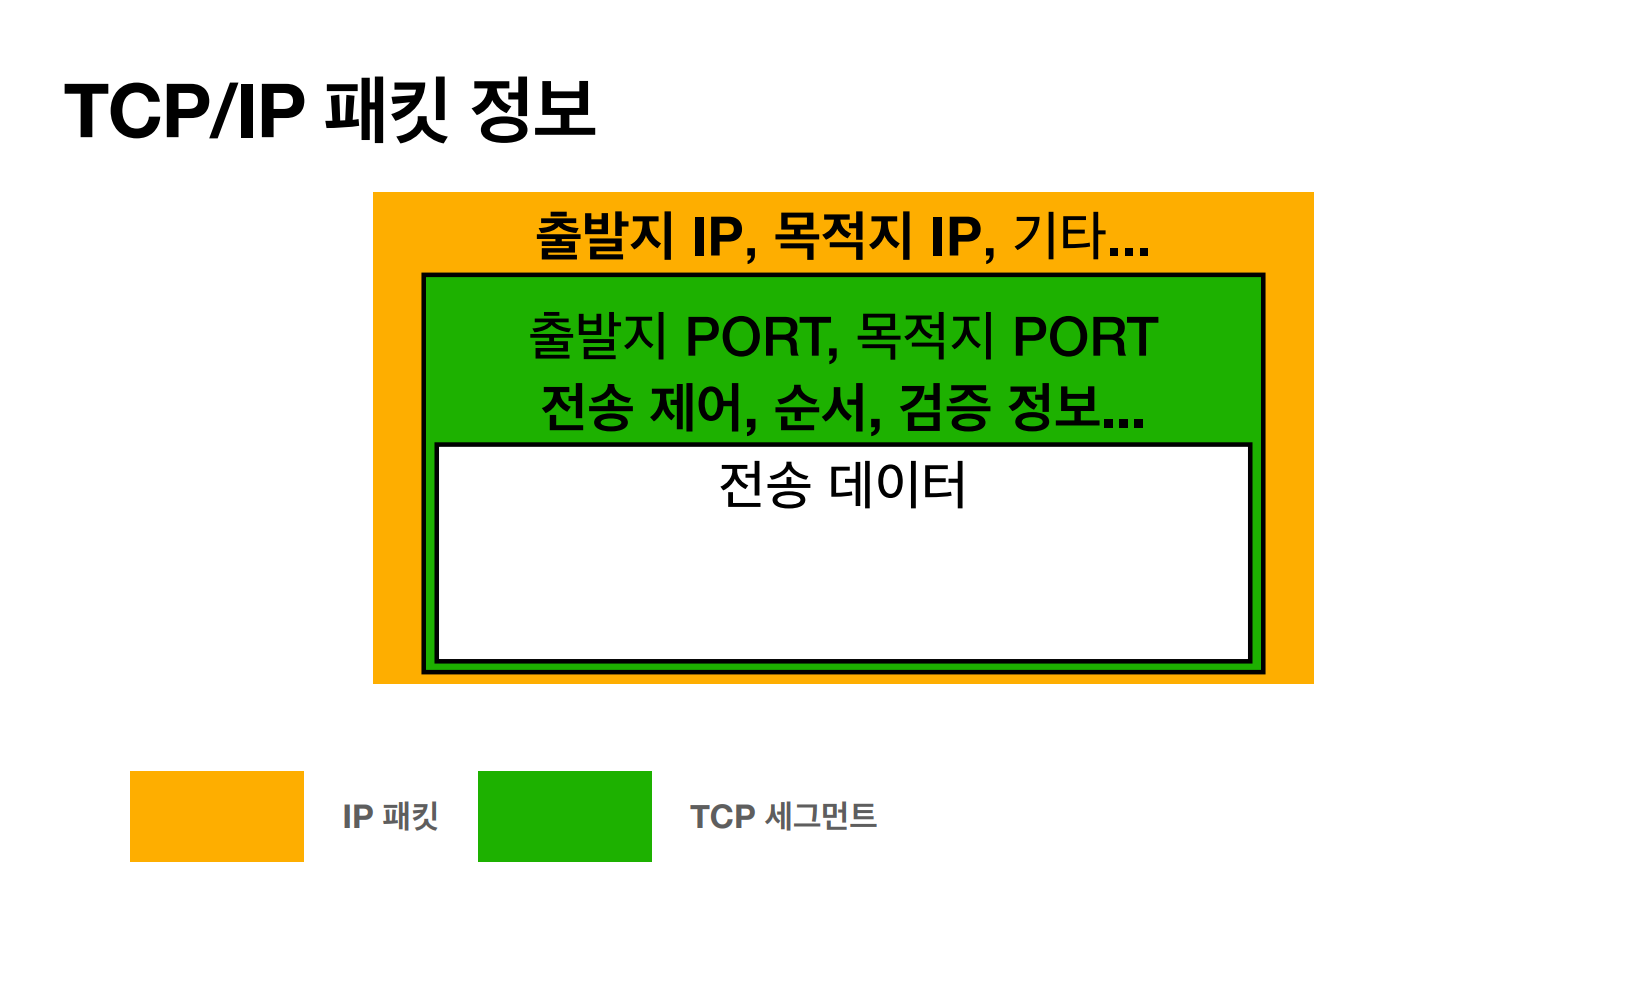 TCP/IP 패킷 정보
출발지 IP, 목적지 IP, 기타...
출발지 PORT, 목적지 PORT
전송 제어, 순서, 검증 정보...
전송 데이터
IP 패킷
TCP 세그먼트